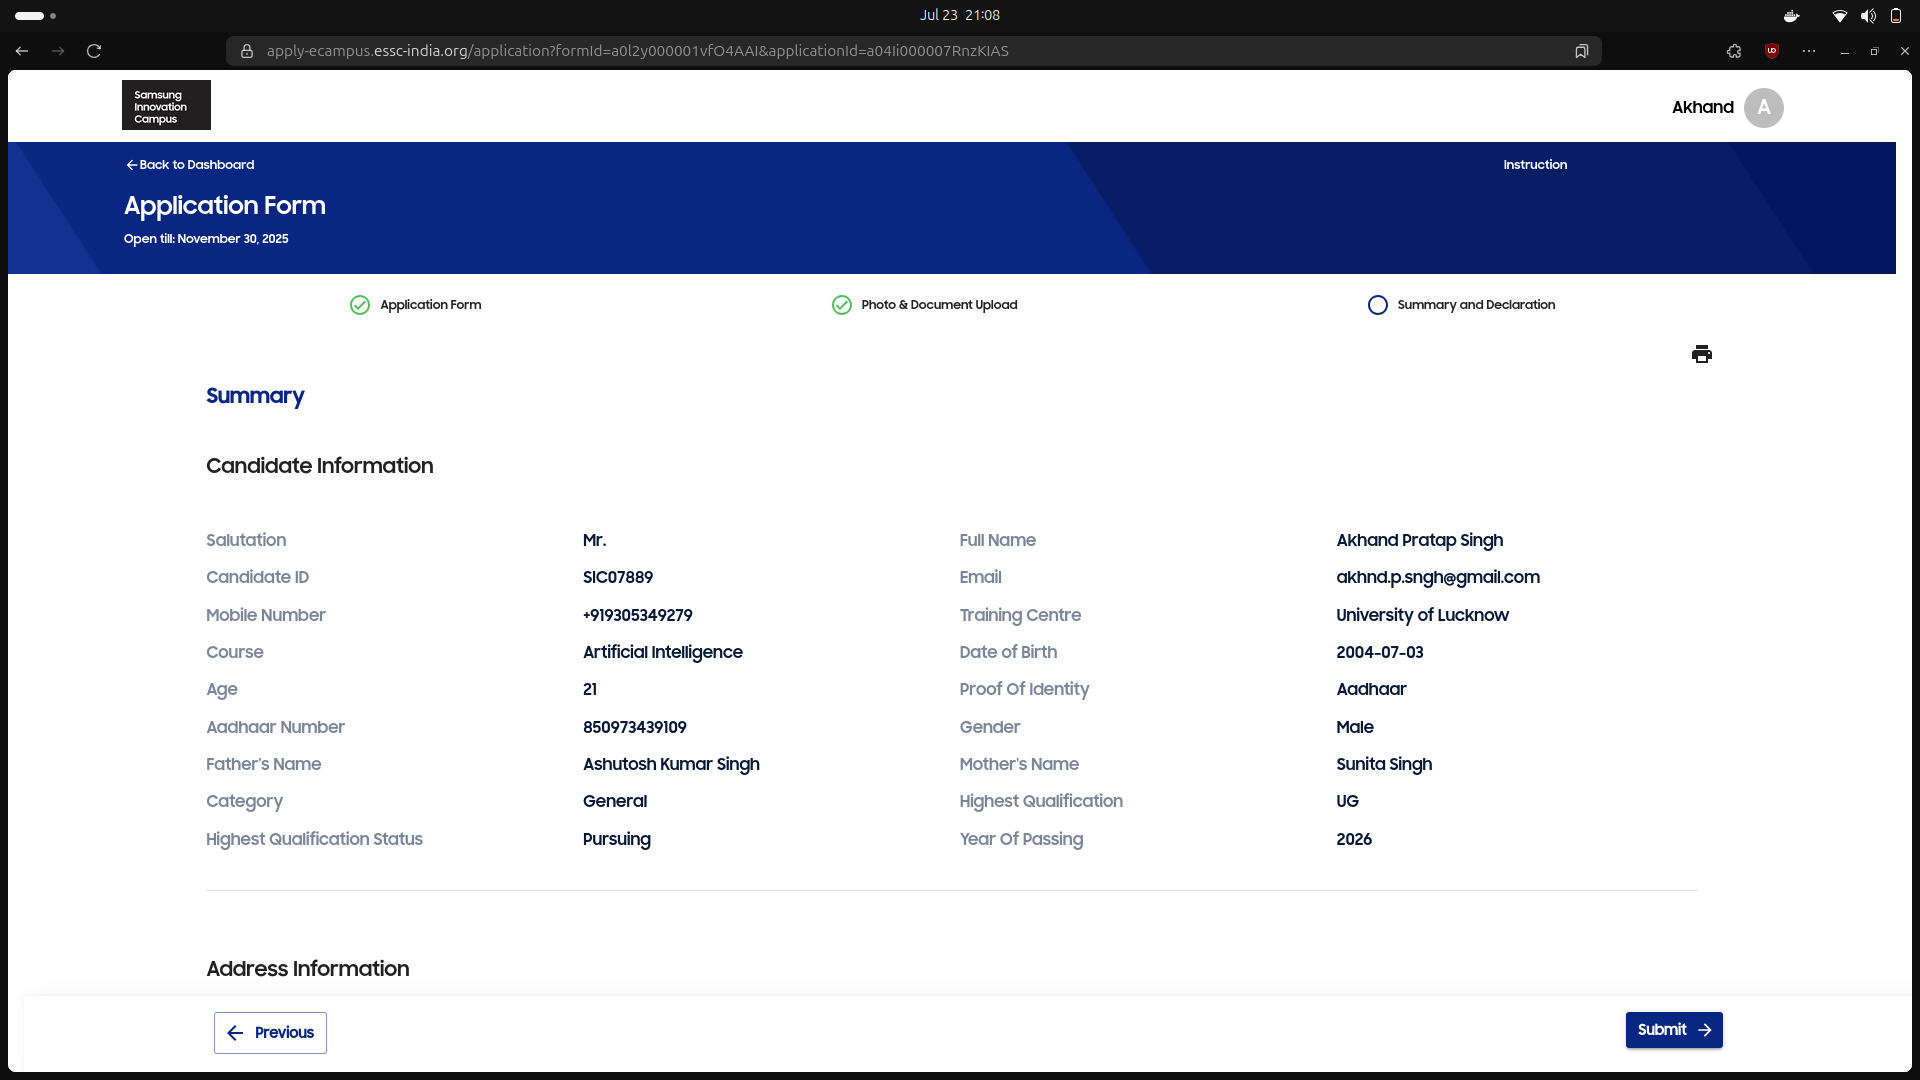 Jul 23 21:08
apply-ecampus.essc-india.org/application?formId=a0l2y000001vfO4AAI&applicationId=a04Ii000007RnzKIAS
Samsung
Innovation
Campus
Akhand A
Back to Dashboard
Instruction
Application Form
Open till: November 30, 2025
Application Form
Photo & Document Upload
Summary and Declaration
Summary
Candidate Information
Salutation Mr. Full Name Akhand Pratap Singh
Candidate ID SIC07889 Email akhnd.p.sngh@gmail.com
Mobile Number +919305349279 Training Centre University of Lucknow
Course Artificial Intelligence Date of Birth 2004-07-03
Age 21 Proof Of Identity Aadhaar
Aadhaar Number 850973439109 Gender Male
Father's Name Ashutosh Kumar Singh Mother's Name Sunita Singh
Category General Highest Qualification UG
Highest Qualification Status Pursuing Year Of Passing 2026
Address Information
Previous
Submit